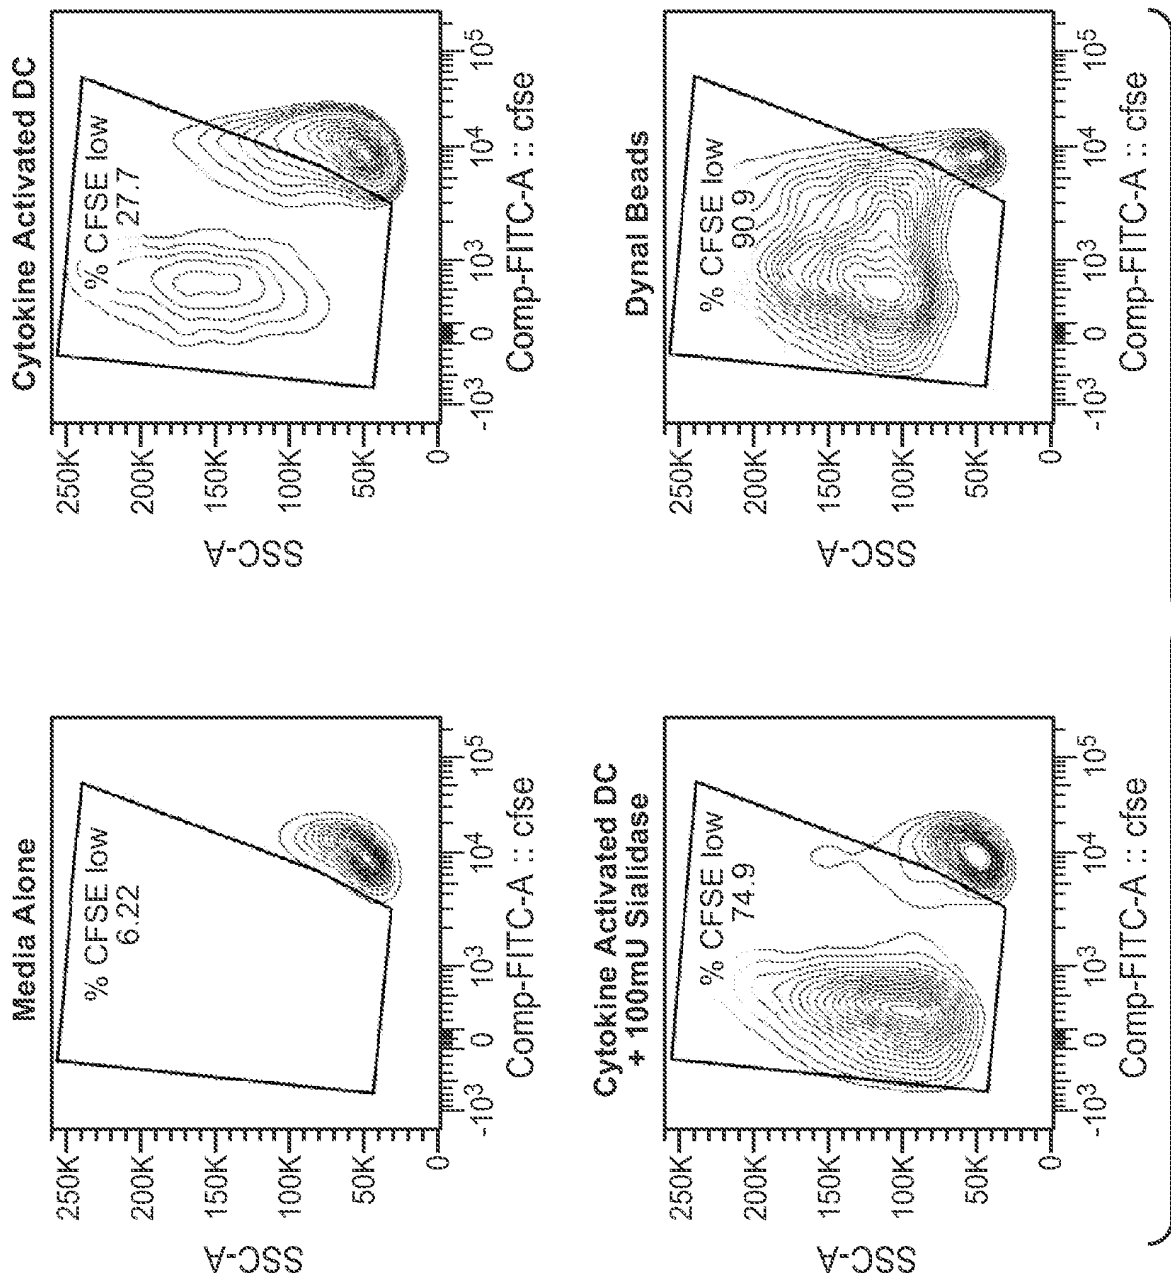 Media Alone
250K
200K
150K
100K
50K
0
SSC-A
% CFSE low
6.22
-10³ 0 10³ 10⁴ 10⁵
Comp-FITC-A :: cfse
Cytokine Activated DC
250K
200K
150K
100K
50K
0
SSC-A
% CFSE low
27.7
-10³ 0 10³ 10⁴ 10⁵
Comp-FITC-A :: cfse
Cytokine Activated DC
+ 100mU Sialidase
250K
200K
150K
100K
50K
0
SSC-A
% CFSE low
74.9
-10³ 0 10³ 10⁴ 10⁵
Comp-FITC-A :: cfse
Dynal Beads
250K
200K
150K
100K
50K
0
SSC-A
% CFSE low
90.9
-10³ 0 10³ 10⁴ 10⁵
Comp-FITC-A :: cfse